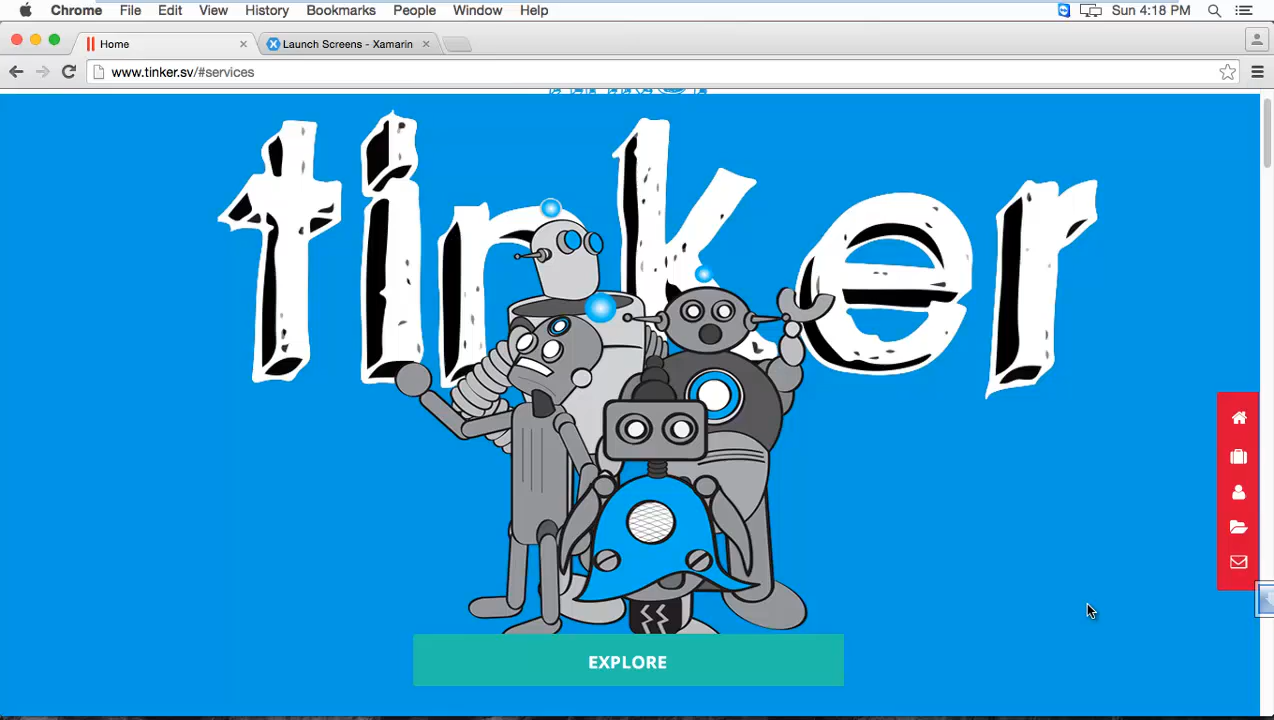 Chrome File Edit View History Bookmarks People Window Help Sun 4:18 PM
Home Launch Screens - Xamarin
www.tinker.sv/#services
tinker
EXPLORE